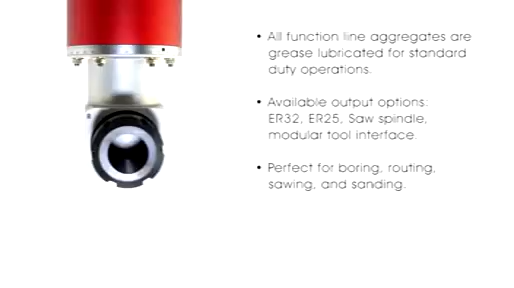 • All function line aggregates are
grease lubricated for standard
duty operations.
• Available output options:
ER32, ER25, Saw spindle,
modular tool interface.
• Perfect for boring, routing,
sawing, and sanding.